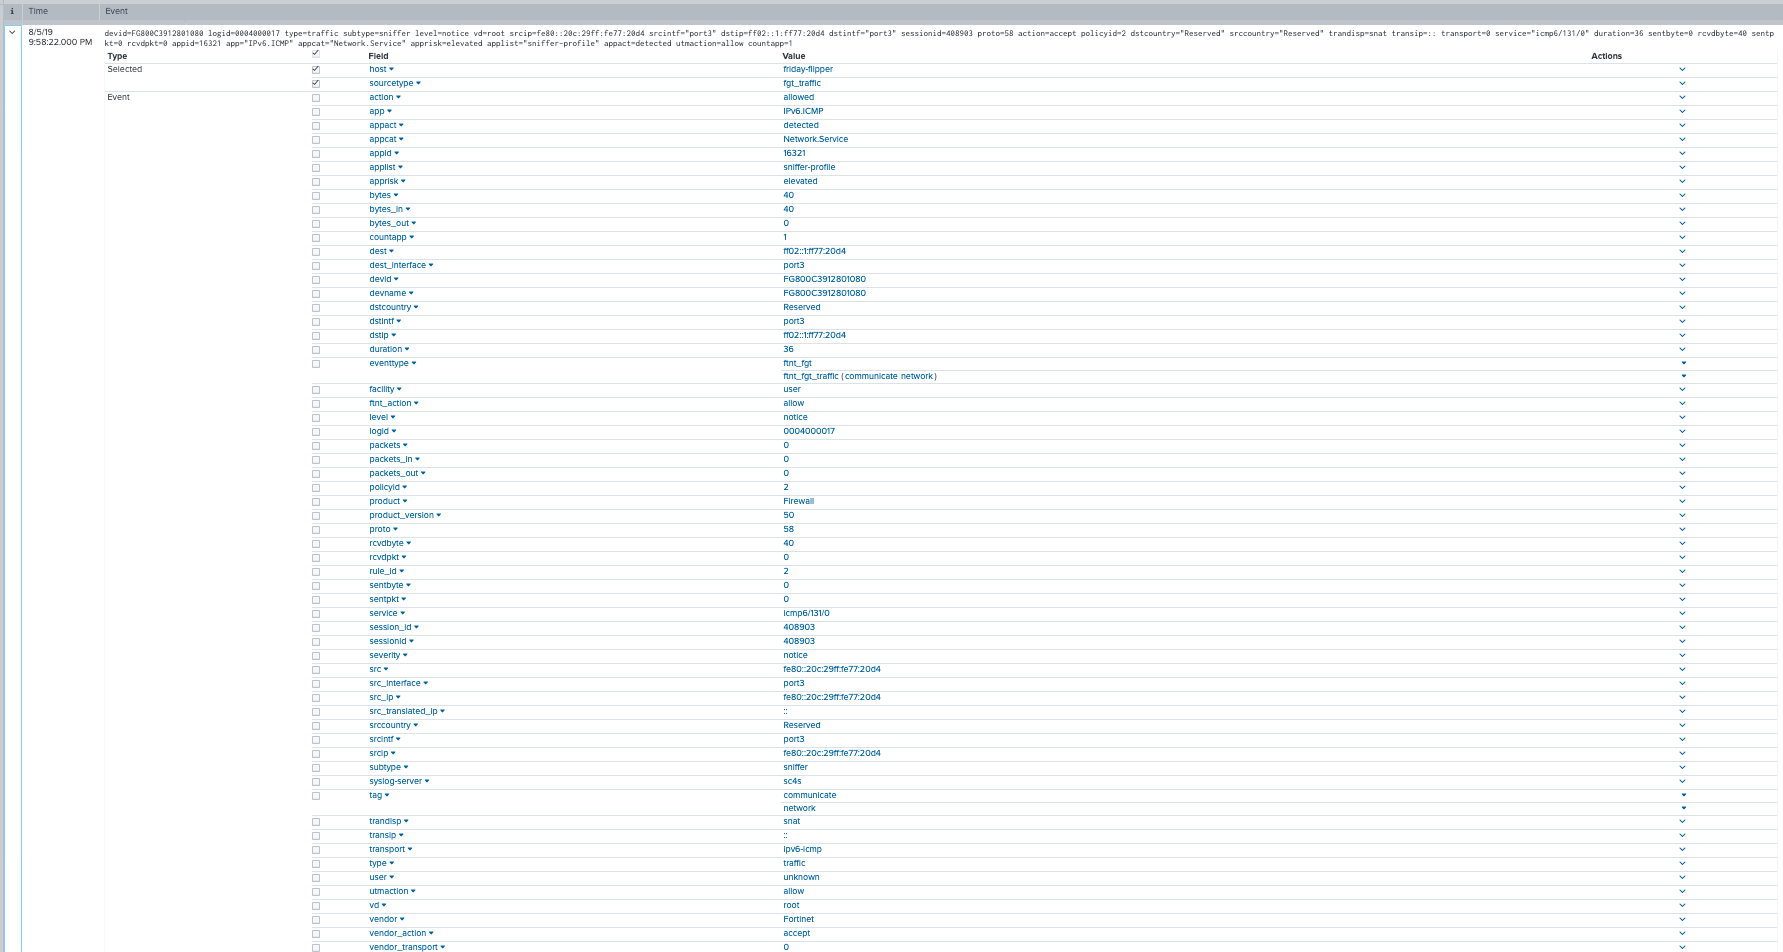 i Time Event
8/5/19
9:58:22.000 PM
devid=FG800C3912801080 logid=0004000017 type=traffic subtype=sniffer level=notice vd=root srcip=fe80::20c:29ff:fe77:20d4 srcintf="port3" dstip=ff02::1:ff77:20d4 dstintf="port3" sessionid=408903 proto=58 action=accept policyid=2 dstcountry="Reserved" srccountry="Reserved" trandisp=snat transip=:: transport=0 service="icmp6/131/0" duration=36 sentbyte=0 rcvdbyte=40 sentp
kt=0 rcvdpkt=0 appid=16321 app="IPv6.ICMP" appcat="Network.Service" apprisk=elevated applist="sniffer-profile" appact=detected utmaction=allow countapp=1
Type Field Value Actions
Selected host friday-flipper
sourcetype fgt_traffic
Event action allowed
app IPv6.ICMP
appact detected
appcat Network.Service
appid 16321
applist sniffer-profile
apprisk elevated
bytes 40
bytes_in 40
bytes_out 0
countapp 1
dest ff02::1:ff77:20d4
dest_interface port3
devid FG800C3912801080
devname FG800C3912801080
dstcountry Reserved
dstintf port3
dstip ff02::1:ff77:20d4
duration 36
eventtype ftnt_fgt
ftnt_fgt_traffic (communicate network)
facility user
ftnt_action allow
level notice
logid 0004000017
packets 0
packets_in 0
packets_out 0
policyid 2
product Firewall
product_version 50
proto 58
rcvdbyte 40
rcvdpkt 0
rule_id 2
sentbyte 0
sentpkt 0
service icmp6/131/0
session_id 408903
sessionid 408903
severity notice
src fe80::20c:29ff:fe77:20d4
src_interface port3
src_ip fe80::20c:29ff:fe77:20d4
src_translated_ip ::
srccountry Reserved
srcintf port3
srcip fe80::20c:29ff:fe77:20d4
subtype sniffer
syslog-server sc4s
tag communicate
network
trandisp snat
transip ::
transport ipv6-icmp
type traffic
user unknown
utmaction allow
vd root
vendor Fortinet
vendor_action accept
vendor_transport 0